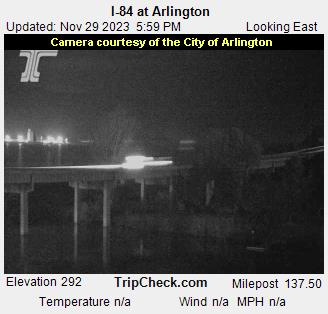 I-84 at Arlington
Updated: Nov 29 2023 5:59 PM Looking East
Camera courtesy of the City of Arlington
Elevation 292 TripCheck.com Milepost 137.50
Temperature n/a Wind n/a MPH n/a